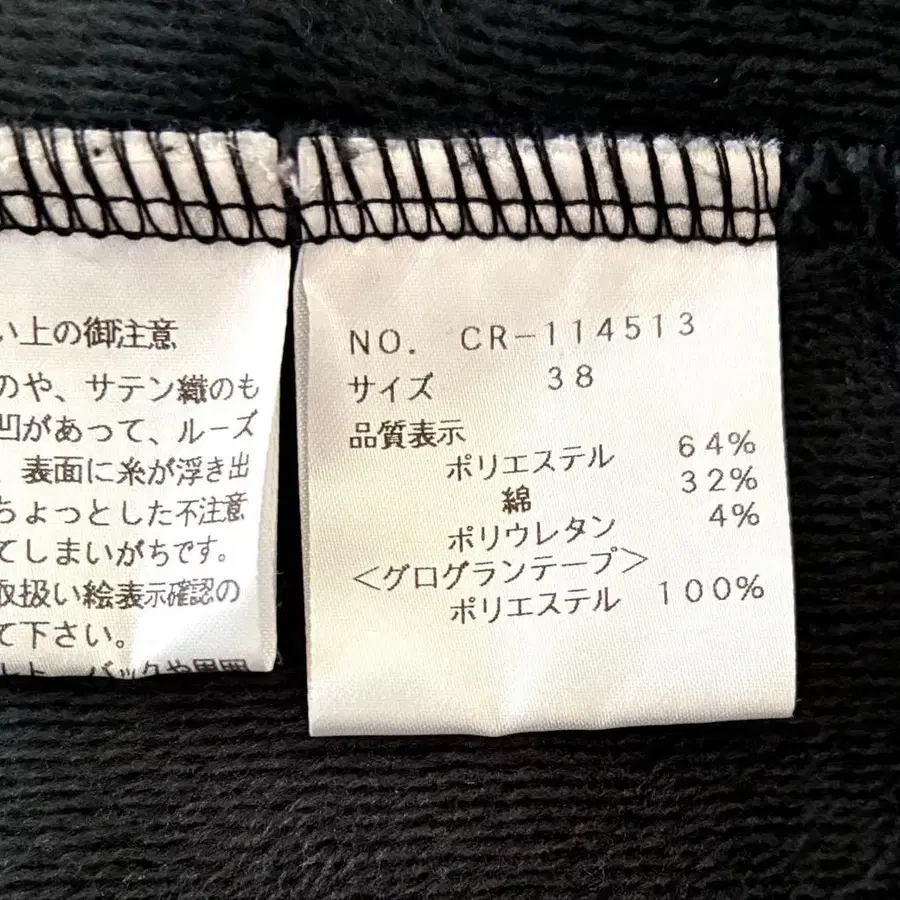 い上の御注意
のや、サテン織のも
凹があって、ルーズ
、表面に糸が浮き出
ちょっとした不注意
てしまいがちです。
取扱い絵表示確認の
て下さい。
NO. CR-114513
サイズ 38
品質表示
ポリエステル 64%
綿 32%
ポリウレタン 4%
<グログランテープ>
ポリエステル 100%